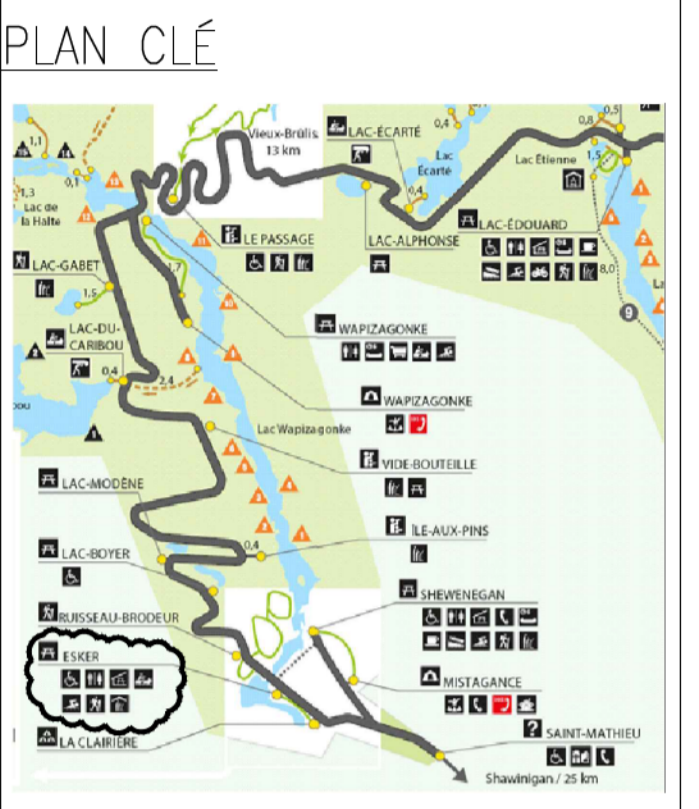 PLAN CLÉ
Vieux-Brûlis
13 km
LAC-ÉCARTÉ
0,4
0,5
0,8
1,1
0,1
1,3
Lac de
la Halte
Lac
Écarté
0,4
Lac Étienne
1,5
LE PASSAGE
LAC-ALPHONSE
LAC-ÉDOUARD
8,0
9
LAC-GABET
1,5
1,7
WAPIZAGONKE
LAC-DU-
CARIBOU
0,4
2,4
WAPIZAGONKE
Lac Wapizagonke
VIDE-BOUTEILLE
LAC-MODÈNE
ÎLE-AUX-PINS
0,4
LAC-BOYER
SHEWENEGAN
RUISSEAU-BRODEUR
ESKER
MISTAGANCE
LA CLAIRIÈRE
? SAINT-MATHIEU
Shawinigan / 25 km